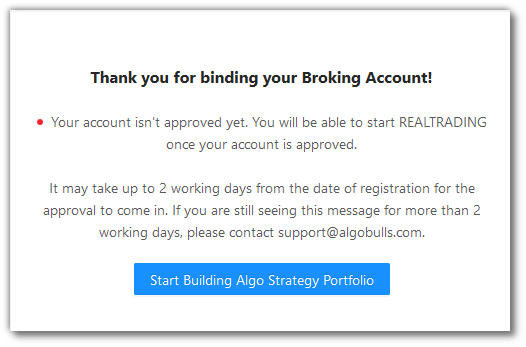 Thank you for binding your Broking Account!
Your account isn't approved yet. You will be able to start REALTRADING
once your account is approved.
It may take up to 2 working days from the date of registration for the
approval to come in. If you are still seeing this message for more than 2
working days, please contact support@algobulls.com.
Start Building Algo Strategy Portfolio